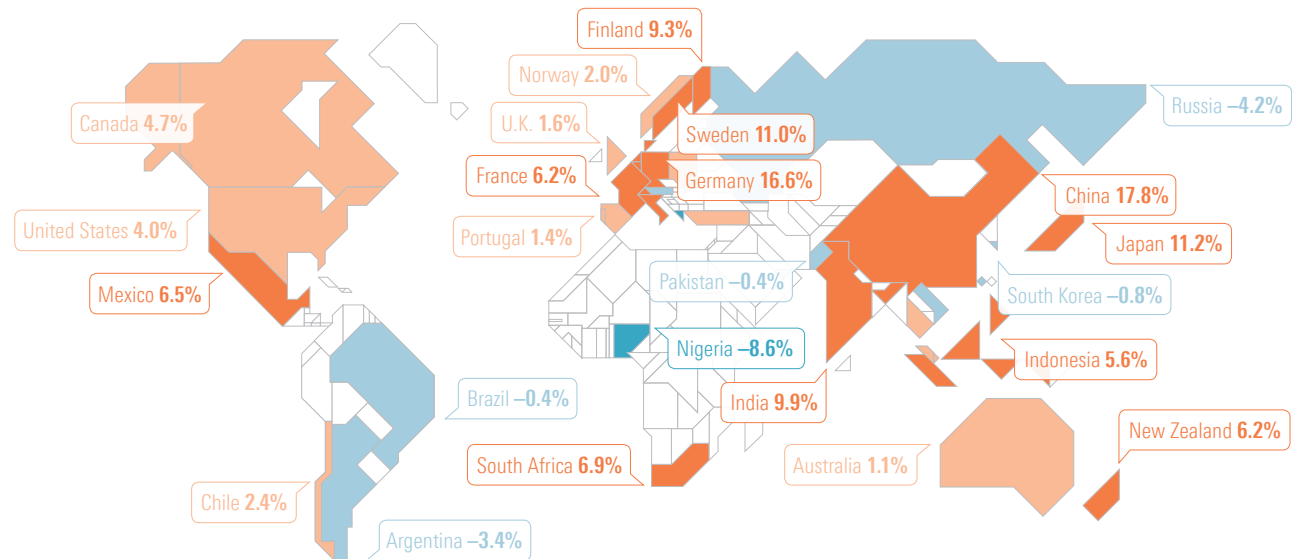 Finland 9.3%
Norway 2.0%
Russia –4.2%
Canada 4.7%
U.K. 1.6%
Sweden 11.0%
France 6.2%
Germany 16.6%
China 17.8%
United States 4.0%
Portugal 1.4%
Japan 11.2%
Mexico 6.5%
Pakistan –0.4%
South Korea –0.8%
Nigeria –8.6%
Indonesia 5.6%
Brazil –0.4%
India 9.9%
New Zealand 6.2%
South Africa 6.9%
Australia 1.1%
Chile 2.4%
Argentina –3.4%